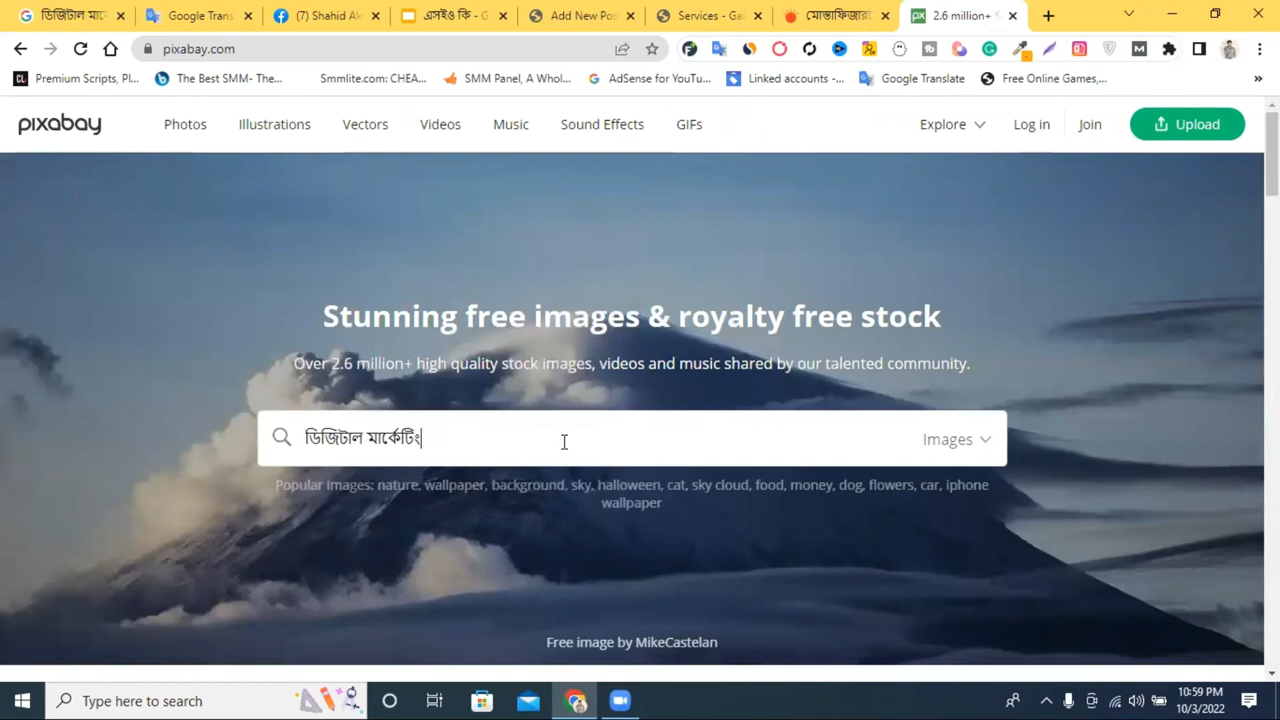 ডিজিটাল মার্কে
Google Trans
(7) Shahid Ak
এসইও কি - G
Add New Pos
Services - Ga
মোস্তাফিজারা
2.6 million+ S
pixabay.com
Premium Scripts, Pl...
The Best SMM- The...
Smmlite.com: CHEA...
SMM Panel, A Whol...
AdSense for YouTu...
Linked accounts -...
Google Translate
Free Online Games,...
pixabay
Photos
Illustrations
Vectors
Videos
Music
Sound Effects
GIFs
Explore
Log in
Join
Upload
Stunning free images & royalty free stock
Over 2.6 million+ high quality stock images, videos and music shared by our talented community.
ডিজিটাল মার্কেটিং
Images
Popular Images: nature, wallpaper, background, sky, halloween, cat, sky cloud, food, money, dog, flowers, car, iphone
wallpaper
Free image by MikeCastelan
Type here to search
10:59 PM
10/3/2022